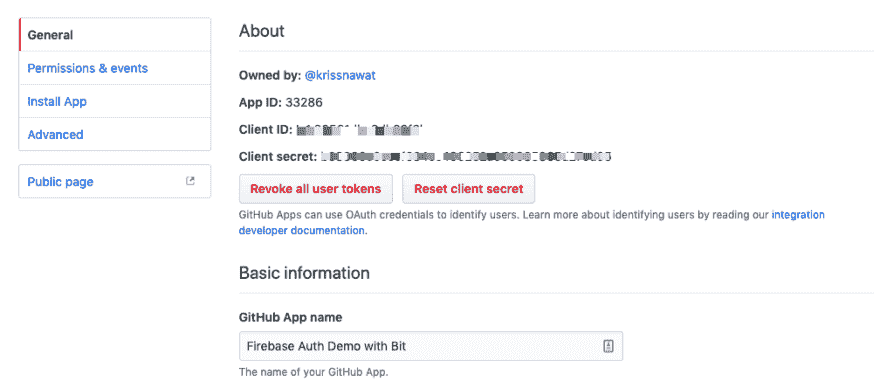 General
Permissions & events
Install App
Advanced
Public page
About
Owned by: @krissnawat
App ID: 33286
Client ID:
Client secret:
Revoke all user tokens
Reset client secret
GitHub Apps can use OAuth credentials to identify users. Learn more about identifying users by reading our integration
developer documentation.
Basic information
GitHub App name
Firebase Auth Demo with Bit
The name of your GitHub App.